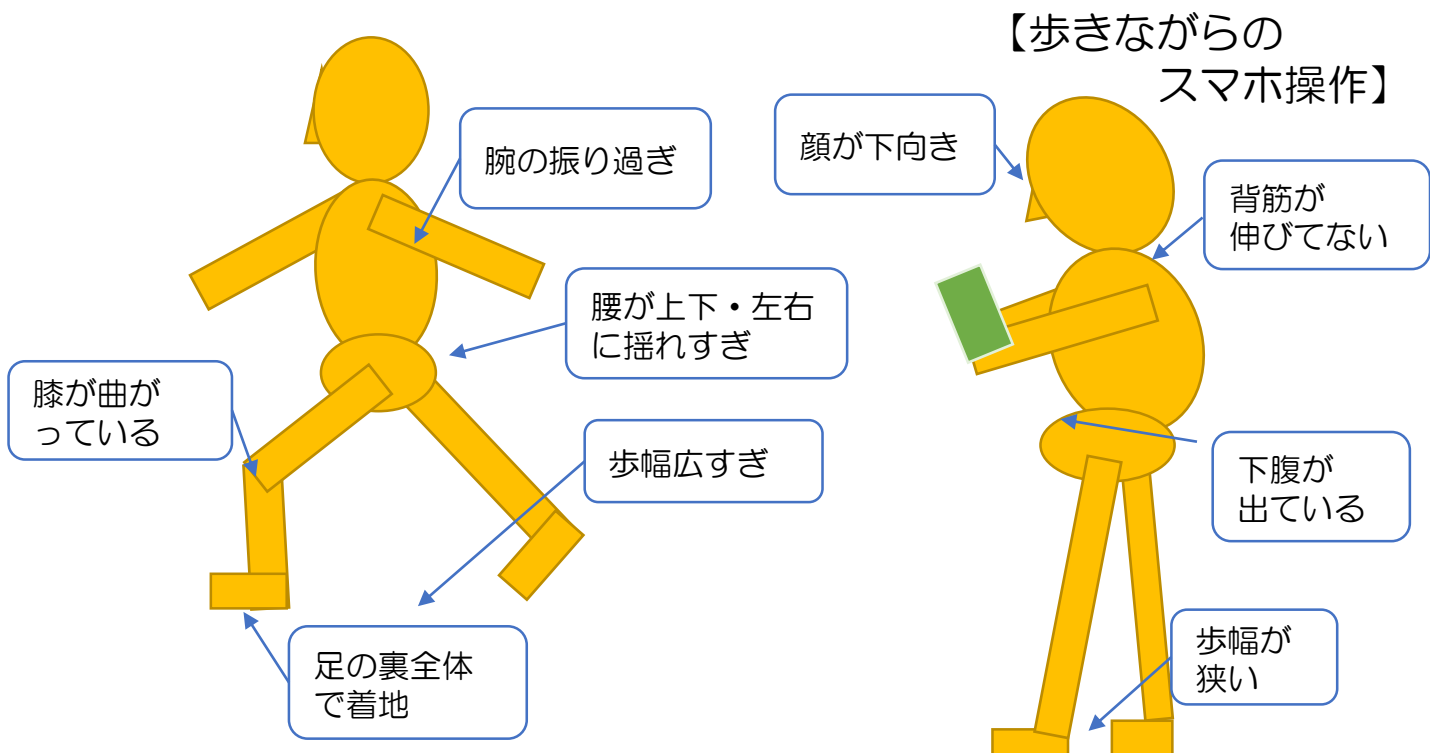 【歩きながらの
スマホ操作】
腕の振り過ぎ
腰が上下・左右
に揺れすぎ
膝が曲が
っている
歩幅広すぎ
足の裏全体
で着地
顔が下向き
背筋が
伸びてない
下腹が
出ている
歩幅が
狭い